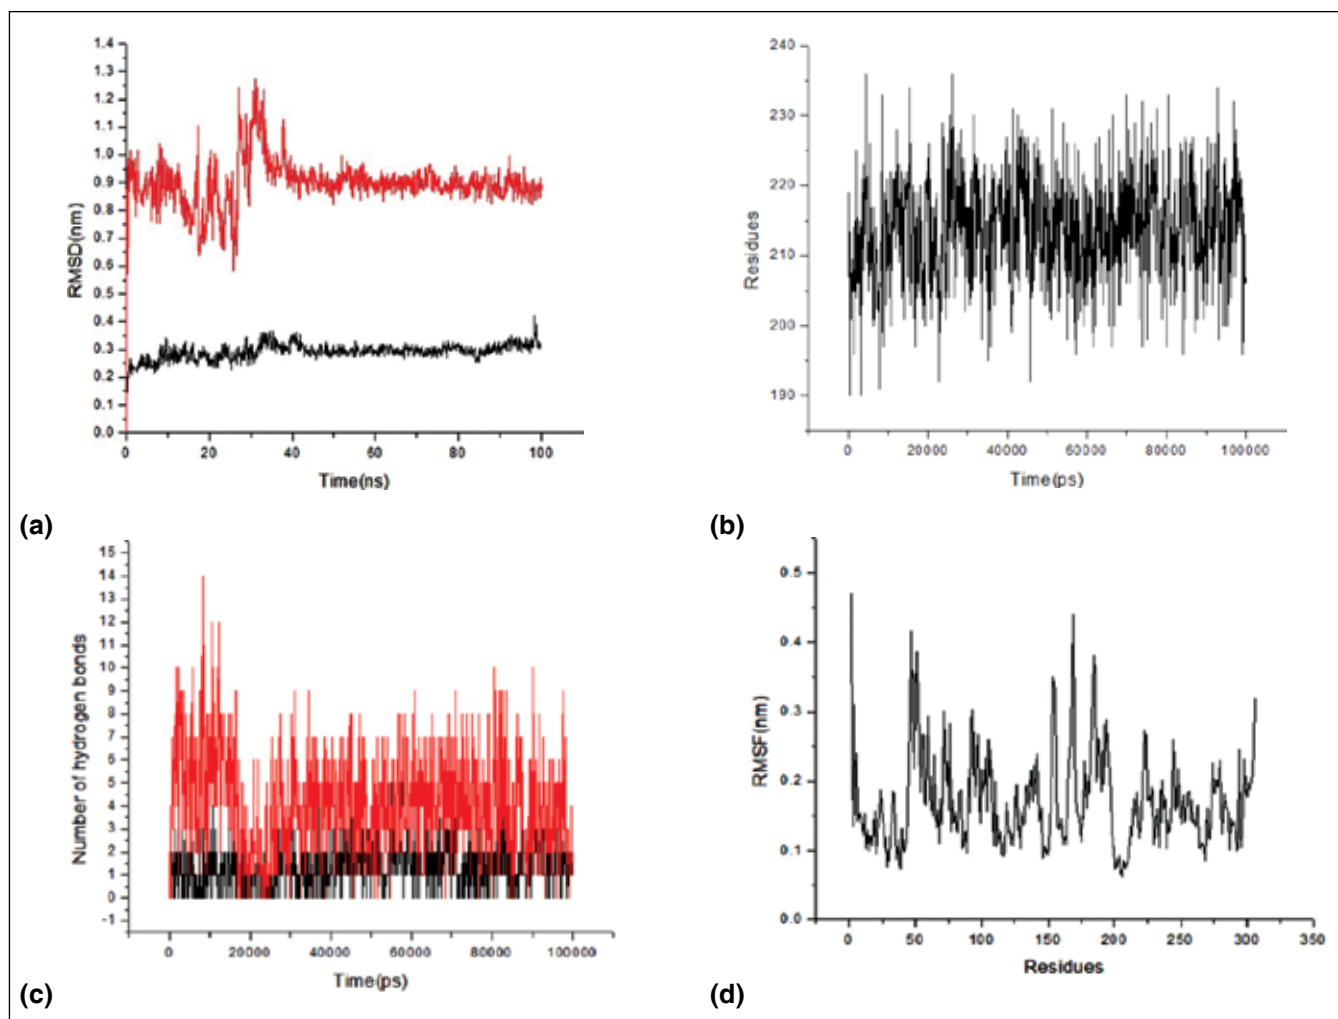 1.4
1.3
1.2
1.1
1.0
0.9
0.8
0.7
0.6
0.5
0.4
0.3
0.2
0.1
0.0
RMSD(nm)
0 20 40 60 80 100
Time(ns)
(a)
240
230
220
210
200
190
Residues
0 20000 40000 60000 80000 100000
Time(ps)
(b)
15
14
13
12
11
10
9
8
7
6
5
4
3
2
1
0
-1
Number of hydrogen bonds
0 20000 40000 60000 80000 100000
Time(ps)
(c)
0.5
0.4
0.3
0.2
0.1
0.0
RMSF(nm)
0 50 100 150 200 250 300 350
Residues
(d)